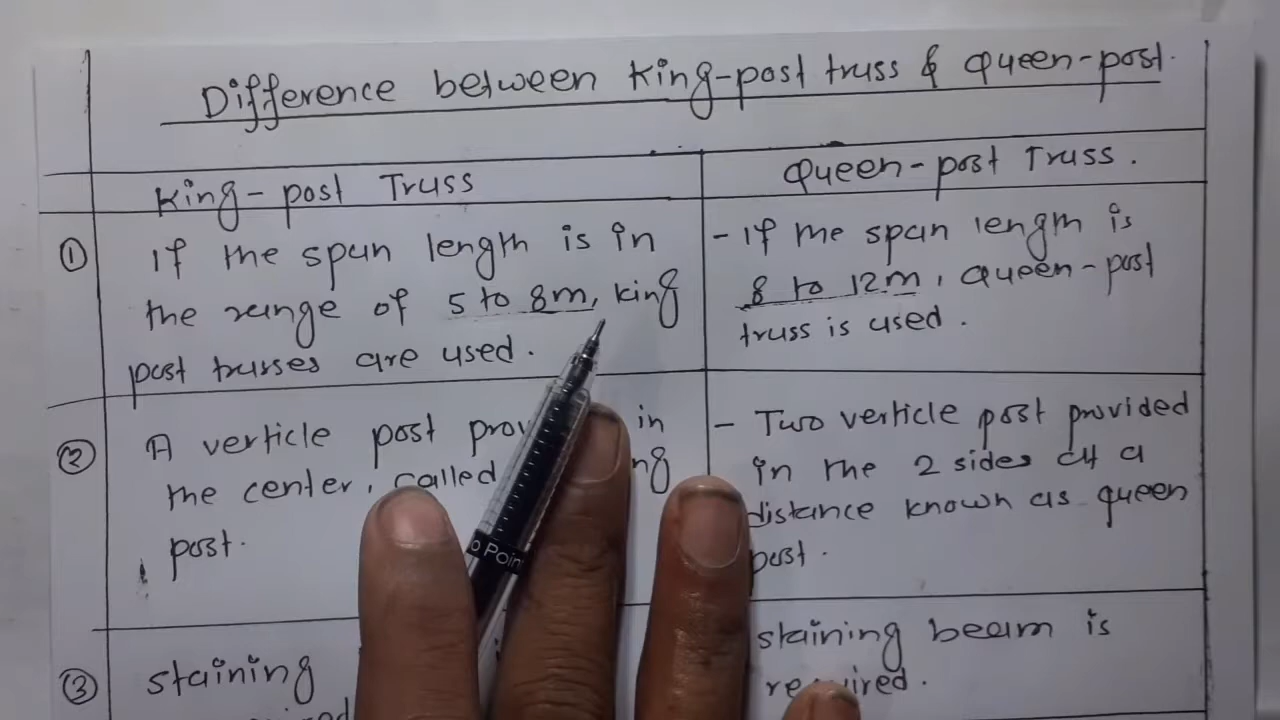 Difference between King-post truss & Queen-post.
King-post Truss
Queen-post Truss.
① If the span length is in
the range of 5 to 8m, king
post trusses are used.
- If the span length is
8 to 12m, Queen-post
truss is used.
② A verticle post in
the center, called
post.
- Two verticle post provided
in the 2 sides at a
distance known as queen
post.
③ staining
staining beam is
required.
Point